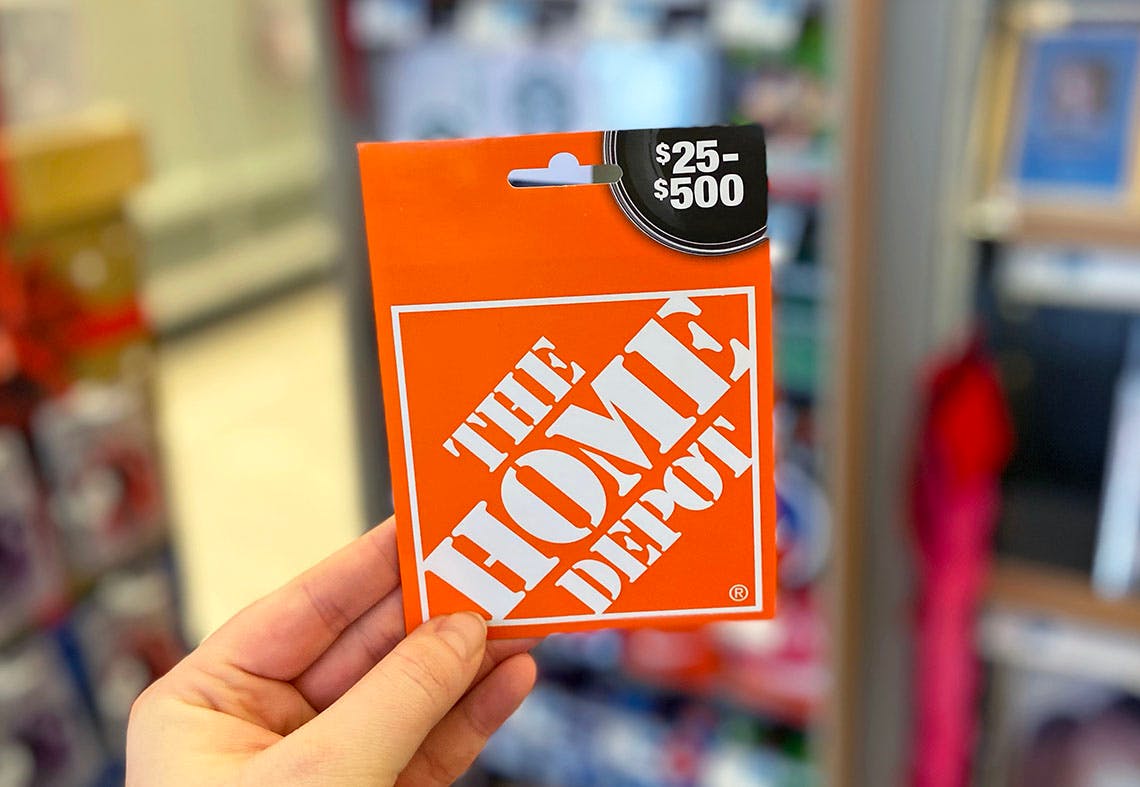 $25-
$500
THE
HOME
DEPOT
®